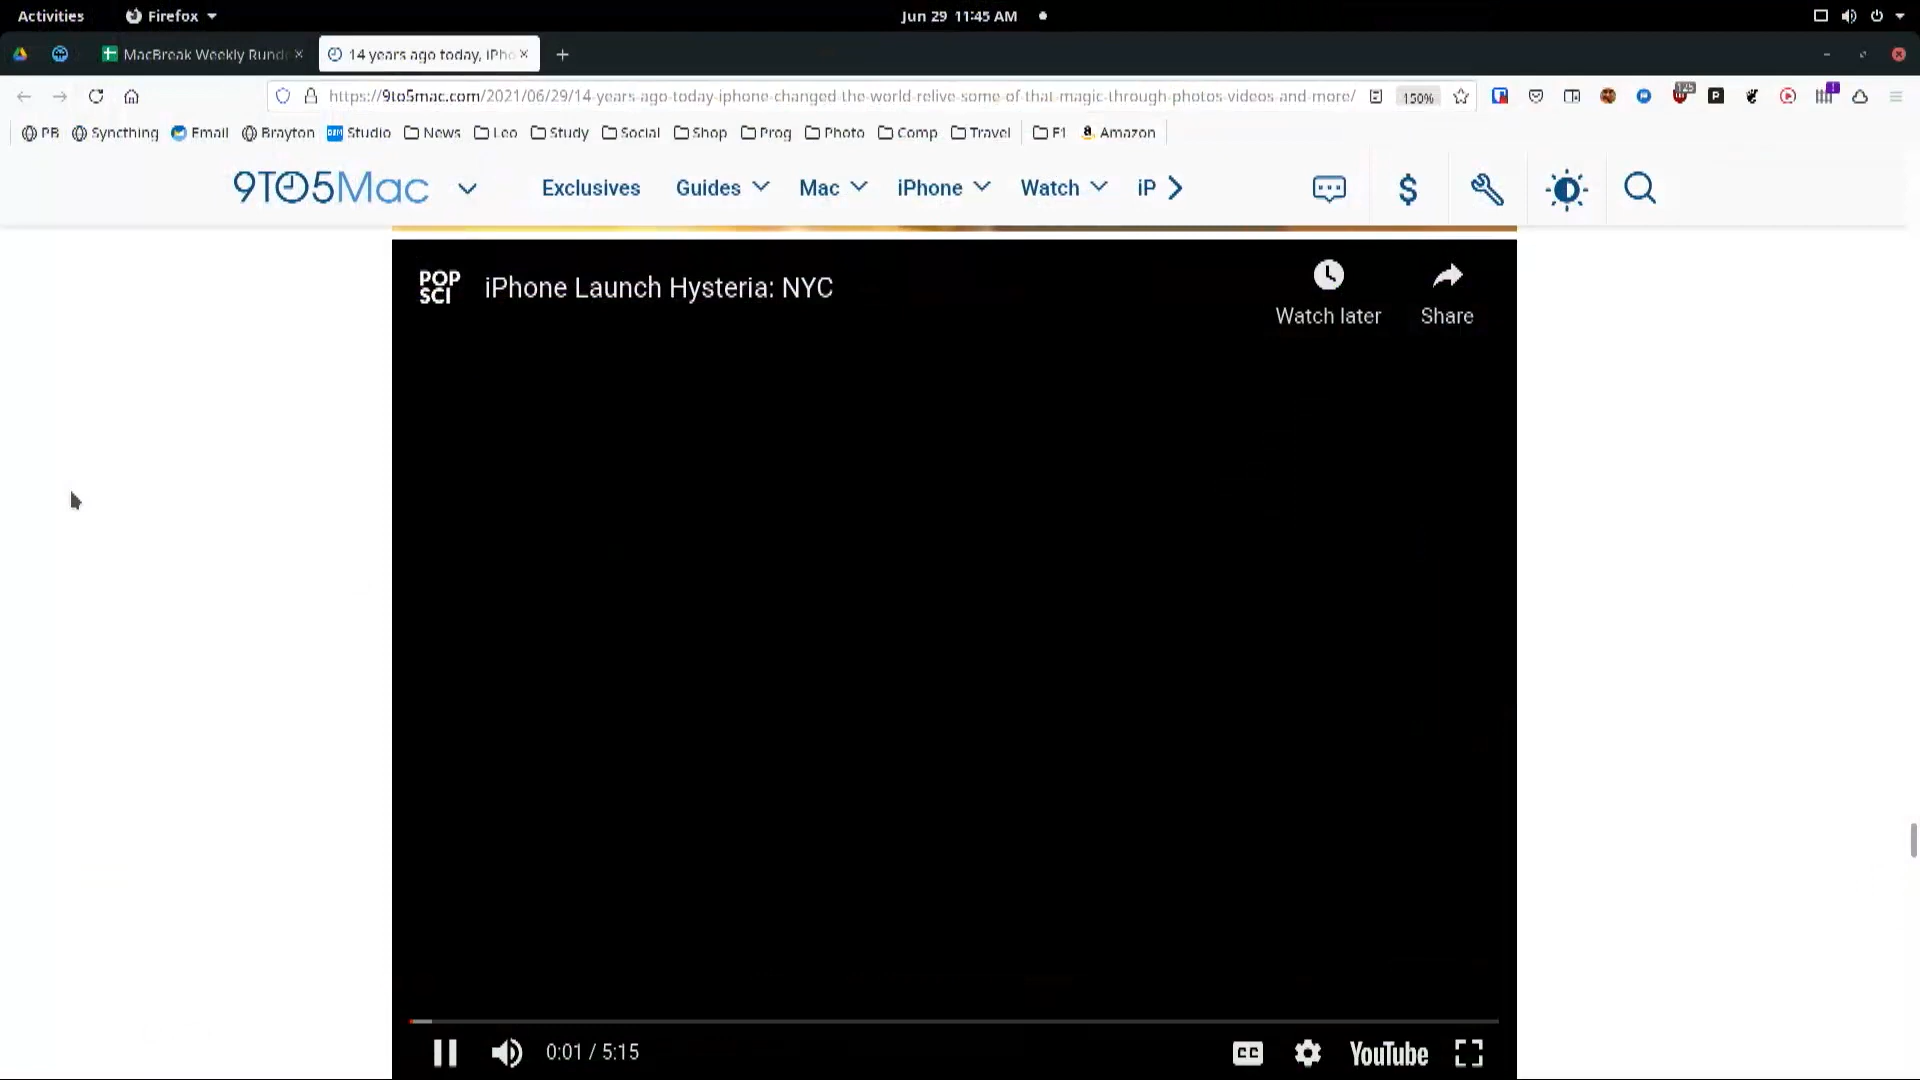 Activities Firefox Jun 29 11:45 AM
MacBreak Weekly Rund 14 years ago today, iPho
https://9to5mac.com/2021/06/29/14-years-ago-today-iphone-changed-the-world-relive-some-of-that-magic-through-photos-videos-and-more/ 150% 125 P 1
PB Syncthing Email Brayton Studio News Leo Study Social Shop Prog Photo Comp Travel F1 Amazon
9TO5Mac Exclusives Guides Mac iPhone Watch iP $
POP SCI iPhone Launch Hysteria: NYC
Watch later Share
0:01 / 5:15 CC YouTube